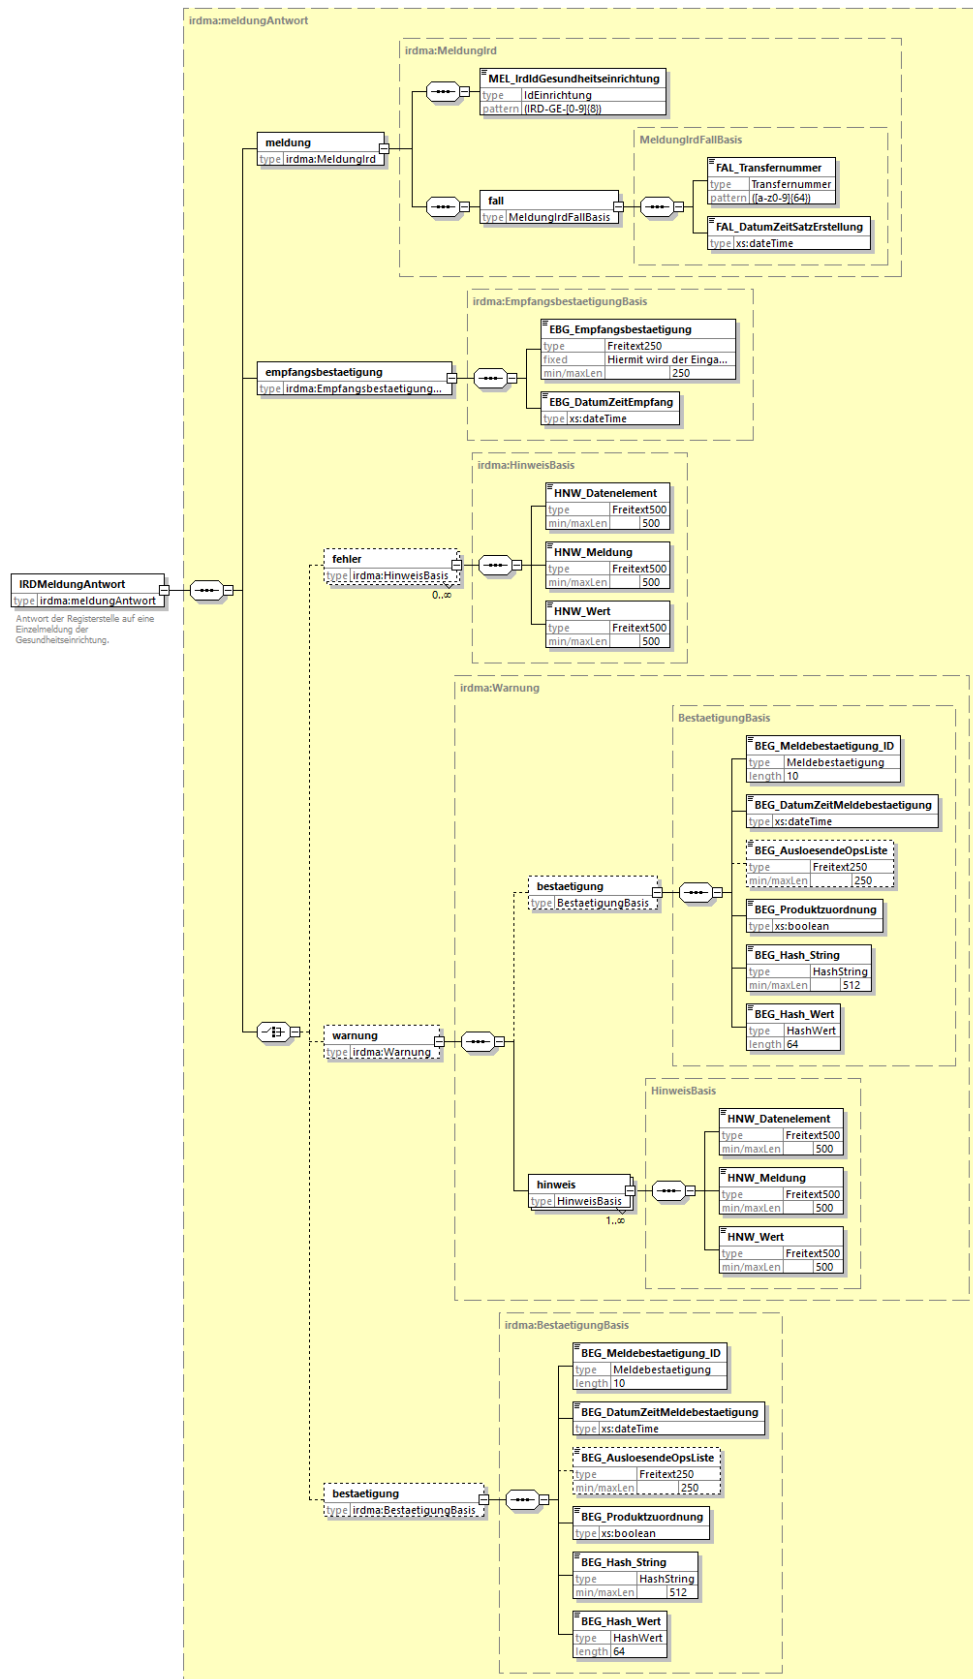 irdma:meldungAntwort
irdma:MeldungIrd
MEL_IrdIdGesundheitseinrichtung
type IdEinrichtung
pattern (IRD-GE-[0-9]{8})
MeldungIrdFallBasis
meldung
type irdma:MeldungIrd
FAL_Transfernummer
type Transfernummer
pattern ([a-z0-9]{64})
fall
type MeldungIrdFallBasis
FAL_DatumZeitSatzErstellung
type xs:dateTime
irdma:EmpfangsbestaetigungBasis
EBG_Empfangsbestaetigung
type Freitext250
fixed Hiermit wird der Einga...
min/maxLen 250
empfangsbestaetigung
type irdma:Empfangsbestaetigung...
EBG_DatumZeitEmpfang
type xs:dateTime
irdma:HinweisBasis
HNW_Datenelement
type Freitext500
min/maxLen 500
fehler
type irdma:HinweisBasis
0..∞
HNW_Meldung
type Freitext500
min/maxLen 500
HNW_Wert
type Freitext500
min/maxLen 500
IRDMeldungAntwort
type irdma:meldungAntwort
Antwort der Registerstelle auf eine
Einzelmeldung der
Gesundheitseinrichtung.
irdma:Warnung
BestaetigungBasis
BEG_Meldebestaetigung_ID
type Meldebestaetigung
length 10
BEG_DatumZeitMeldebestaetigung
type xs:dateTime
BEG_AusloesendeOpsListe
type Freitext250
min/maxLen 250
bestaetigung
type BestaetigungBasis
BEG_Produktzuordnung
type xs:boolean
BEG_Hash_String
type HashString
min/maxLen 512
BEG_Hash_Wert
type HashWert
length 64
warnung
type irdma:Warnung
HinweisBasis
HNW_Datenelement
type Freitext500
min/maxLen 500
hinweis
type HinweisBasis
1..∞
HNW_Meldung
type Freitext500
min/maxLen 500
HNW_Wert
type Freitext500
min/maxLen 500
irdma:BestaetigungBasis
BEG_Meldebestaetigung_ID
type Meldebestaetigung
length 10
BEG_DatumZeitMeldebestaetigung
type xs:dateTime
BEG_AusloesendeOpsListe
type Freitext250
min/maxLen 250
bestaetigung
type irdma:BestaetigungBasis
BEG_Produktzuordnung
type xs:boolean
BEG_Hash_String
type HashString
min/maxLen 512
BEG_Hash_Wert
type HashWert
length 64